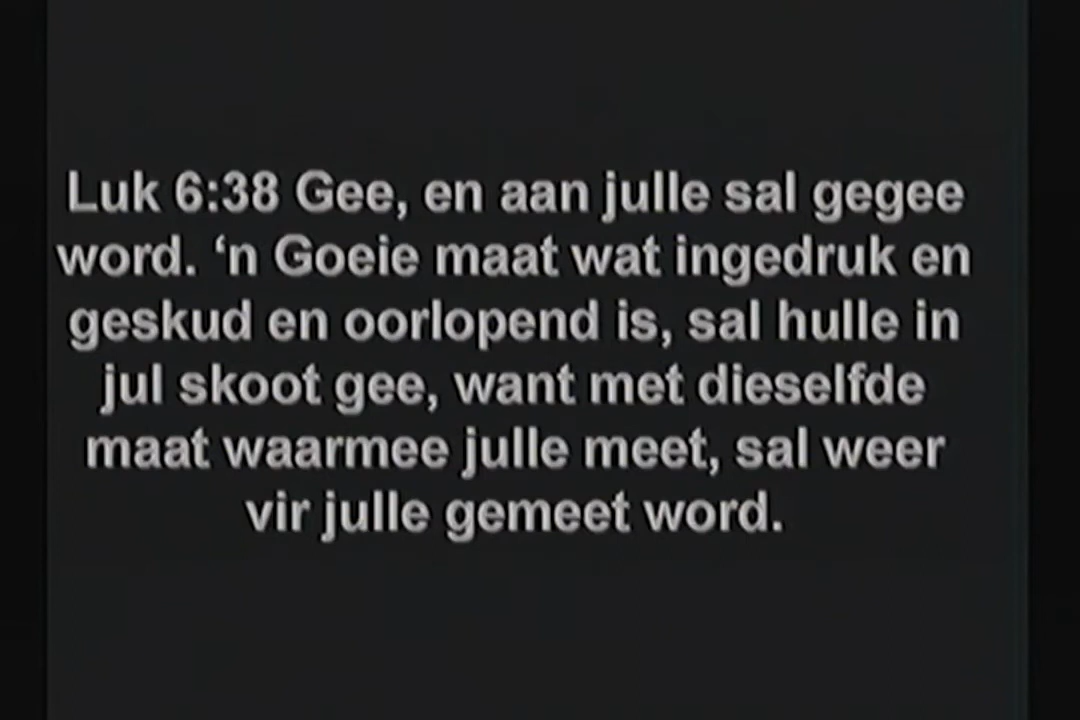 Luk 6:38 Gee, en aan julle sal gegee
word. ‘n Goeie maat wat ingedruk en
geskud en oorlopend is, sal hulle in
jul skoot gee, want met dieselfde
maat waarmee julle meet, sal weer
vir julle gemeet word.